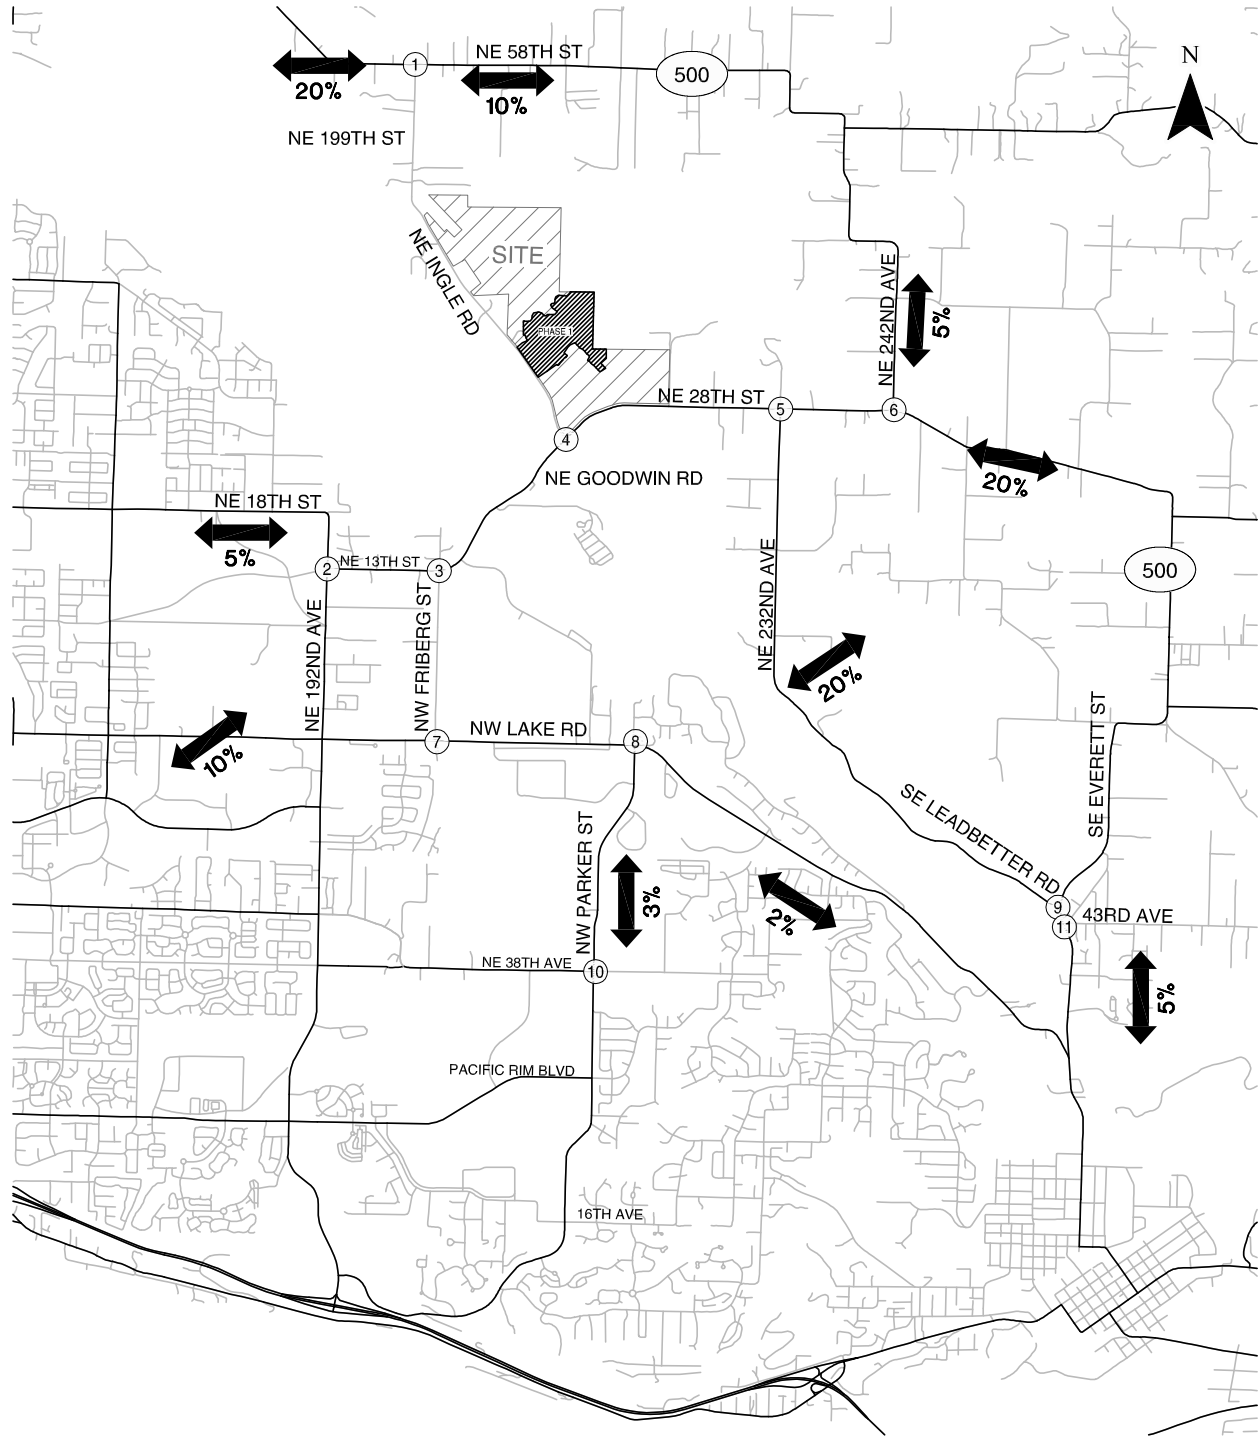 NE 58TH ST
1
500
N
20%
10%
NE 199TH ST
NE INGLE RD
SITE
PHASE 1
NE 242ND AVE
5%
NE 28TH ST
5
6
4
NE GOODWIN RD
20%
NE 18TH ST
5%
2
NE 13TH ST
3
500
NE 192ND AVE
NW FRIBERG ST
NE 232ND AVE
20%
10%
7
NW LAKE RD
8
SE EVERETT ST
SE LEADBETTER RD
NW PARKER ST
3%
2%
9
11
43RD AVE
NE 38TH AVE
10
5%
PACIFIC RIM BLVD
16TH AVE